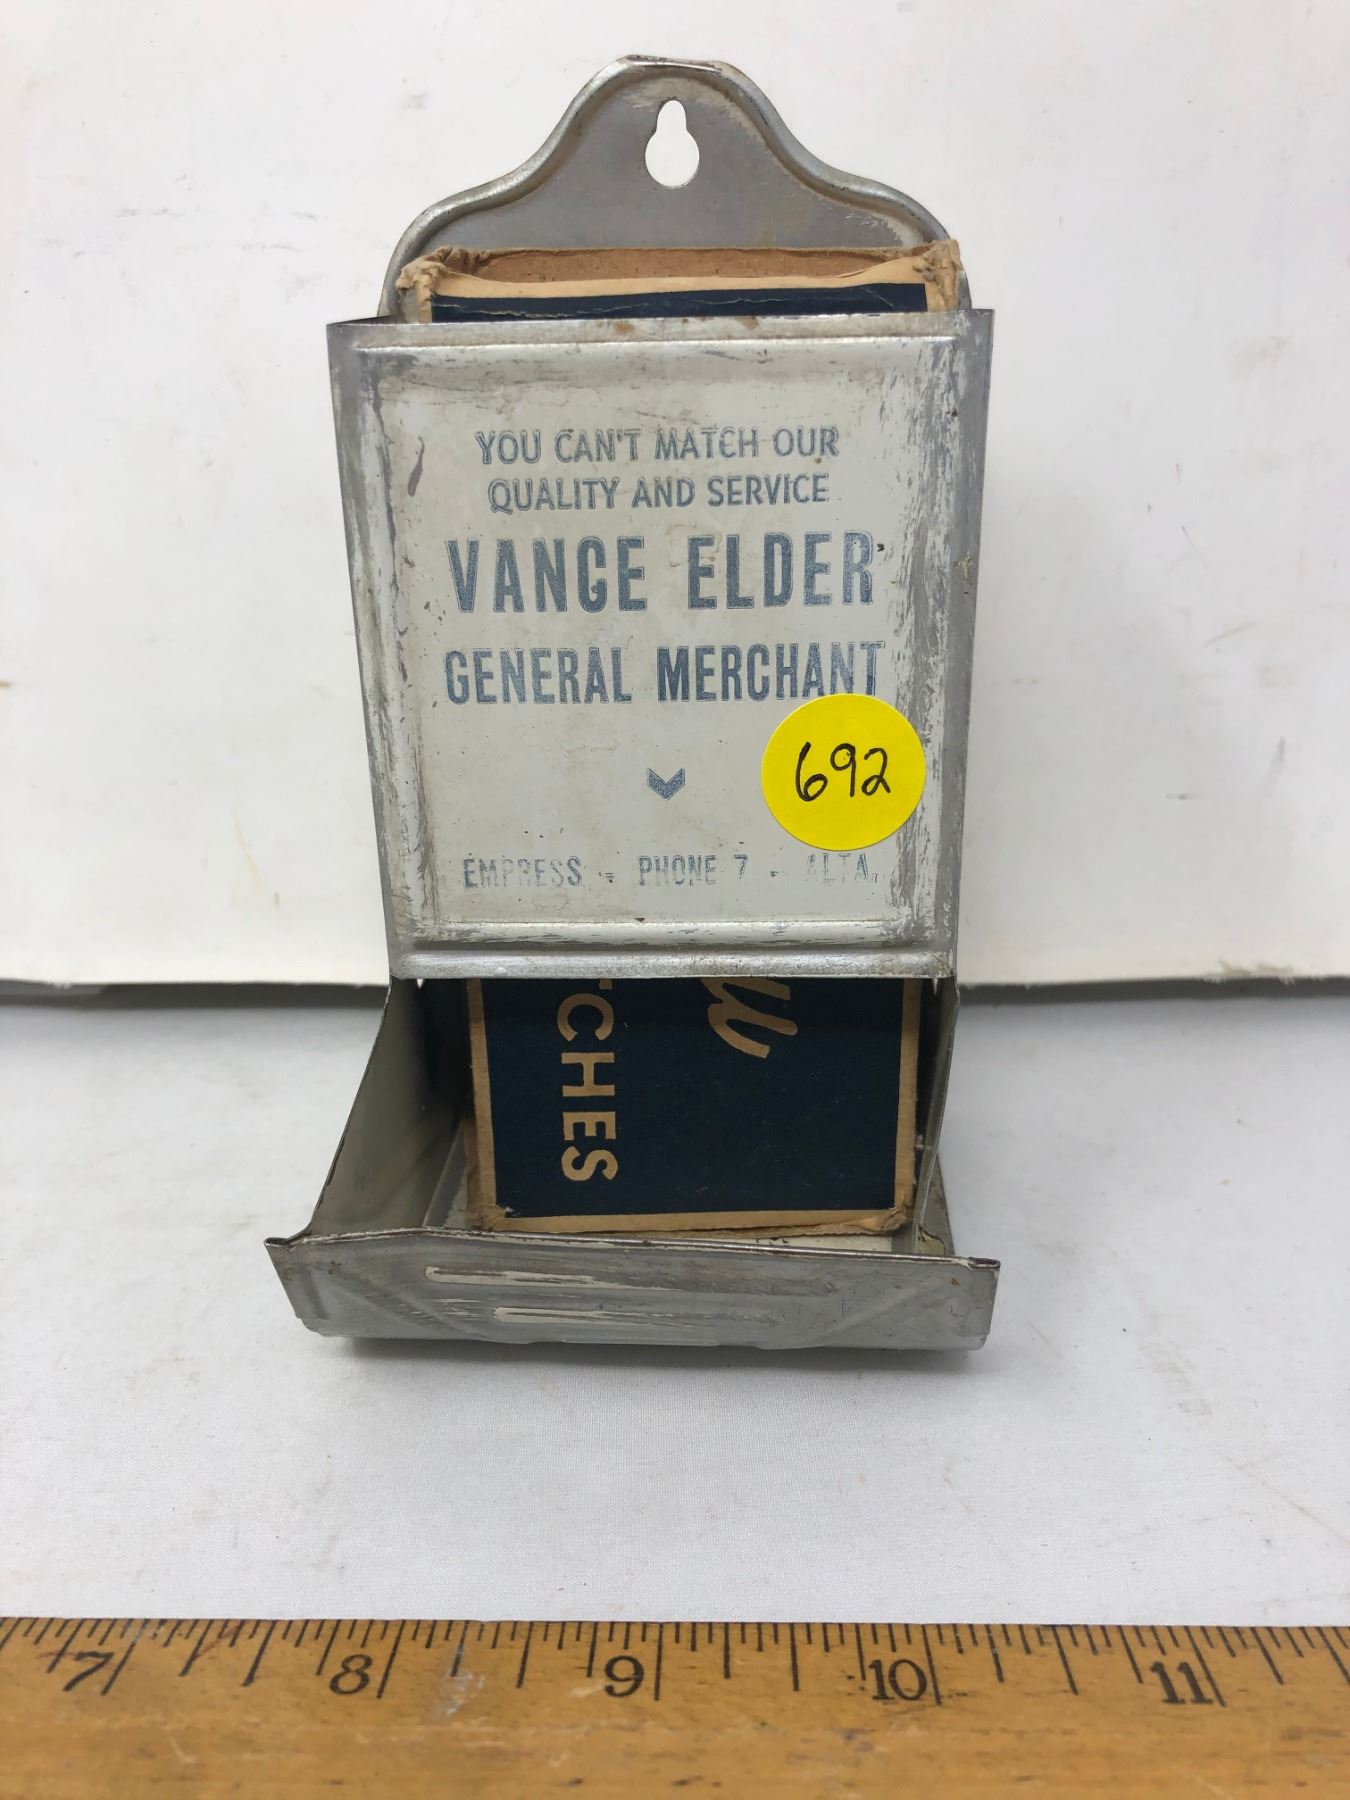 YOU CAN'T MATCH OUR
QUALITY AND SERVICE
VANCE ELDER
GENERAL MERCHANT
692
EMPRESS - PHONE 7 - ALTA.
TCHES
7 8 9 10 11